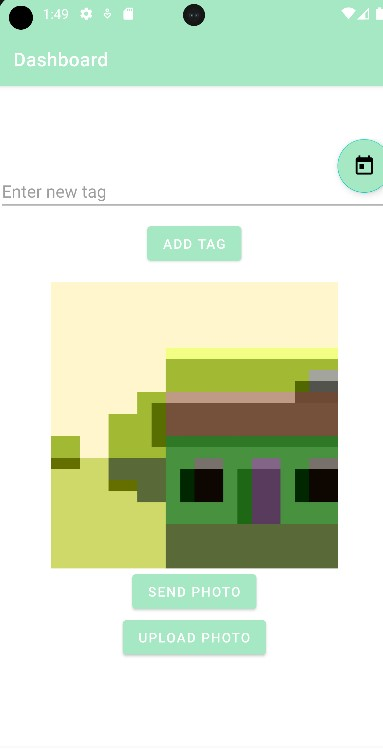 1:49
Dashboard
Enter new tag
ADD TAG
SEND PHOTO
UPLOAD PHOTO